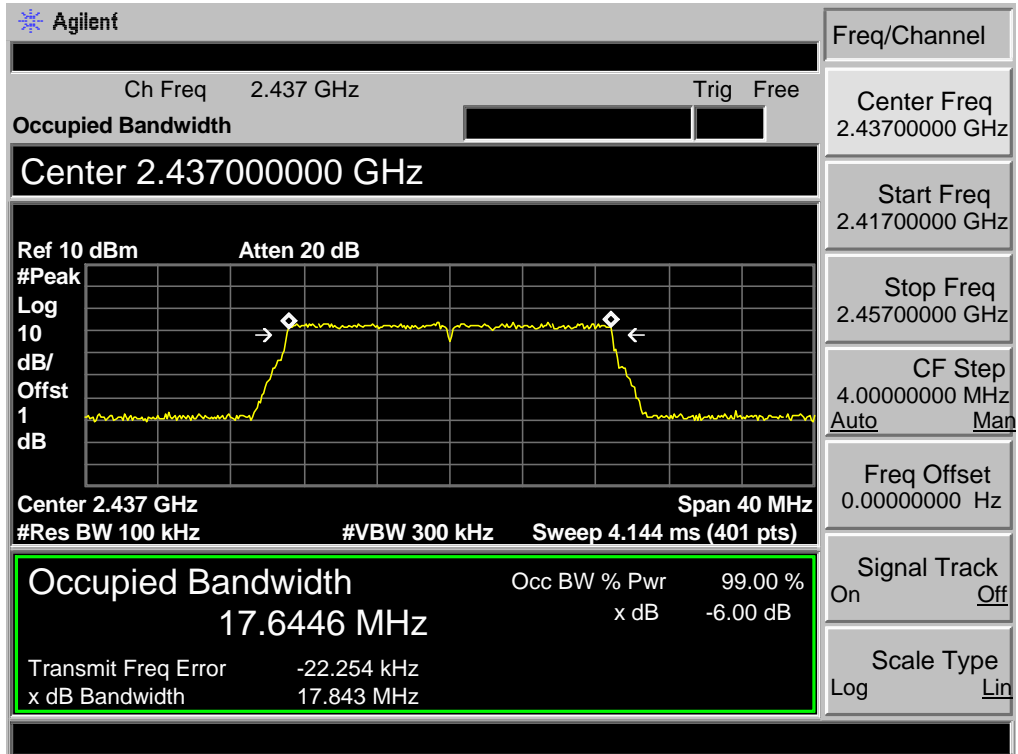 Agilent
Freq/Channel
Ch Freq 2.437 GHz Trig Free
Occupied Bandwidth
Center 2.437000000 GHz
Ref 10 dBm Atten 20 dB
#Peak
Log
10
dB/
Offst
1
dB
Center 2.437 GHz Span 40 MHz
#Res BW 100 kHz #VBW 300 kHz Sweep 4.144 ms (401 pts)
Occupied Bandwidth
17.6446 MHz
Occ BW % Pwr 99.00 %
x dB -6.00 dB
Transmit Freq Error -22.254 kHz
x dB Bandwidth 17.843 MHz
Center Freq
2.43700000 GHz
Start Freq
2.41700000 GHz
Stop Freq
2.45700000 GHz
CF Step
4.00000000 MHz
Auto Man
Freq Offset
0.00000000 Hz
Signal Track
On Off
Scale Type
Log Lin